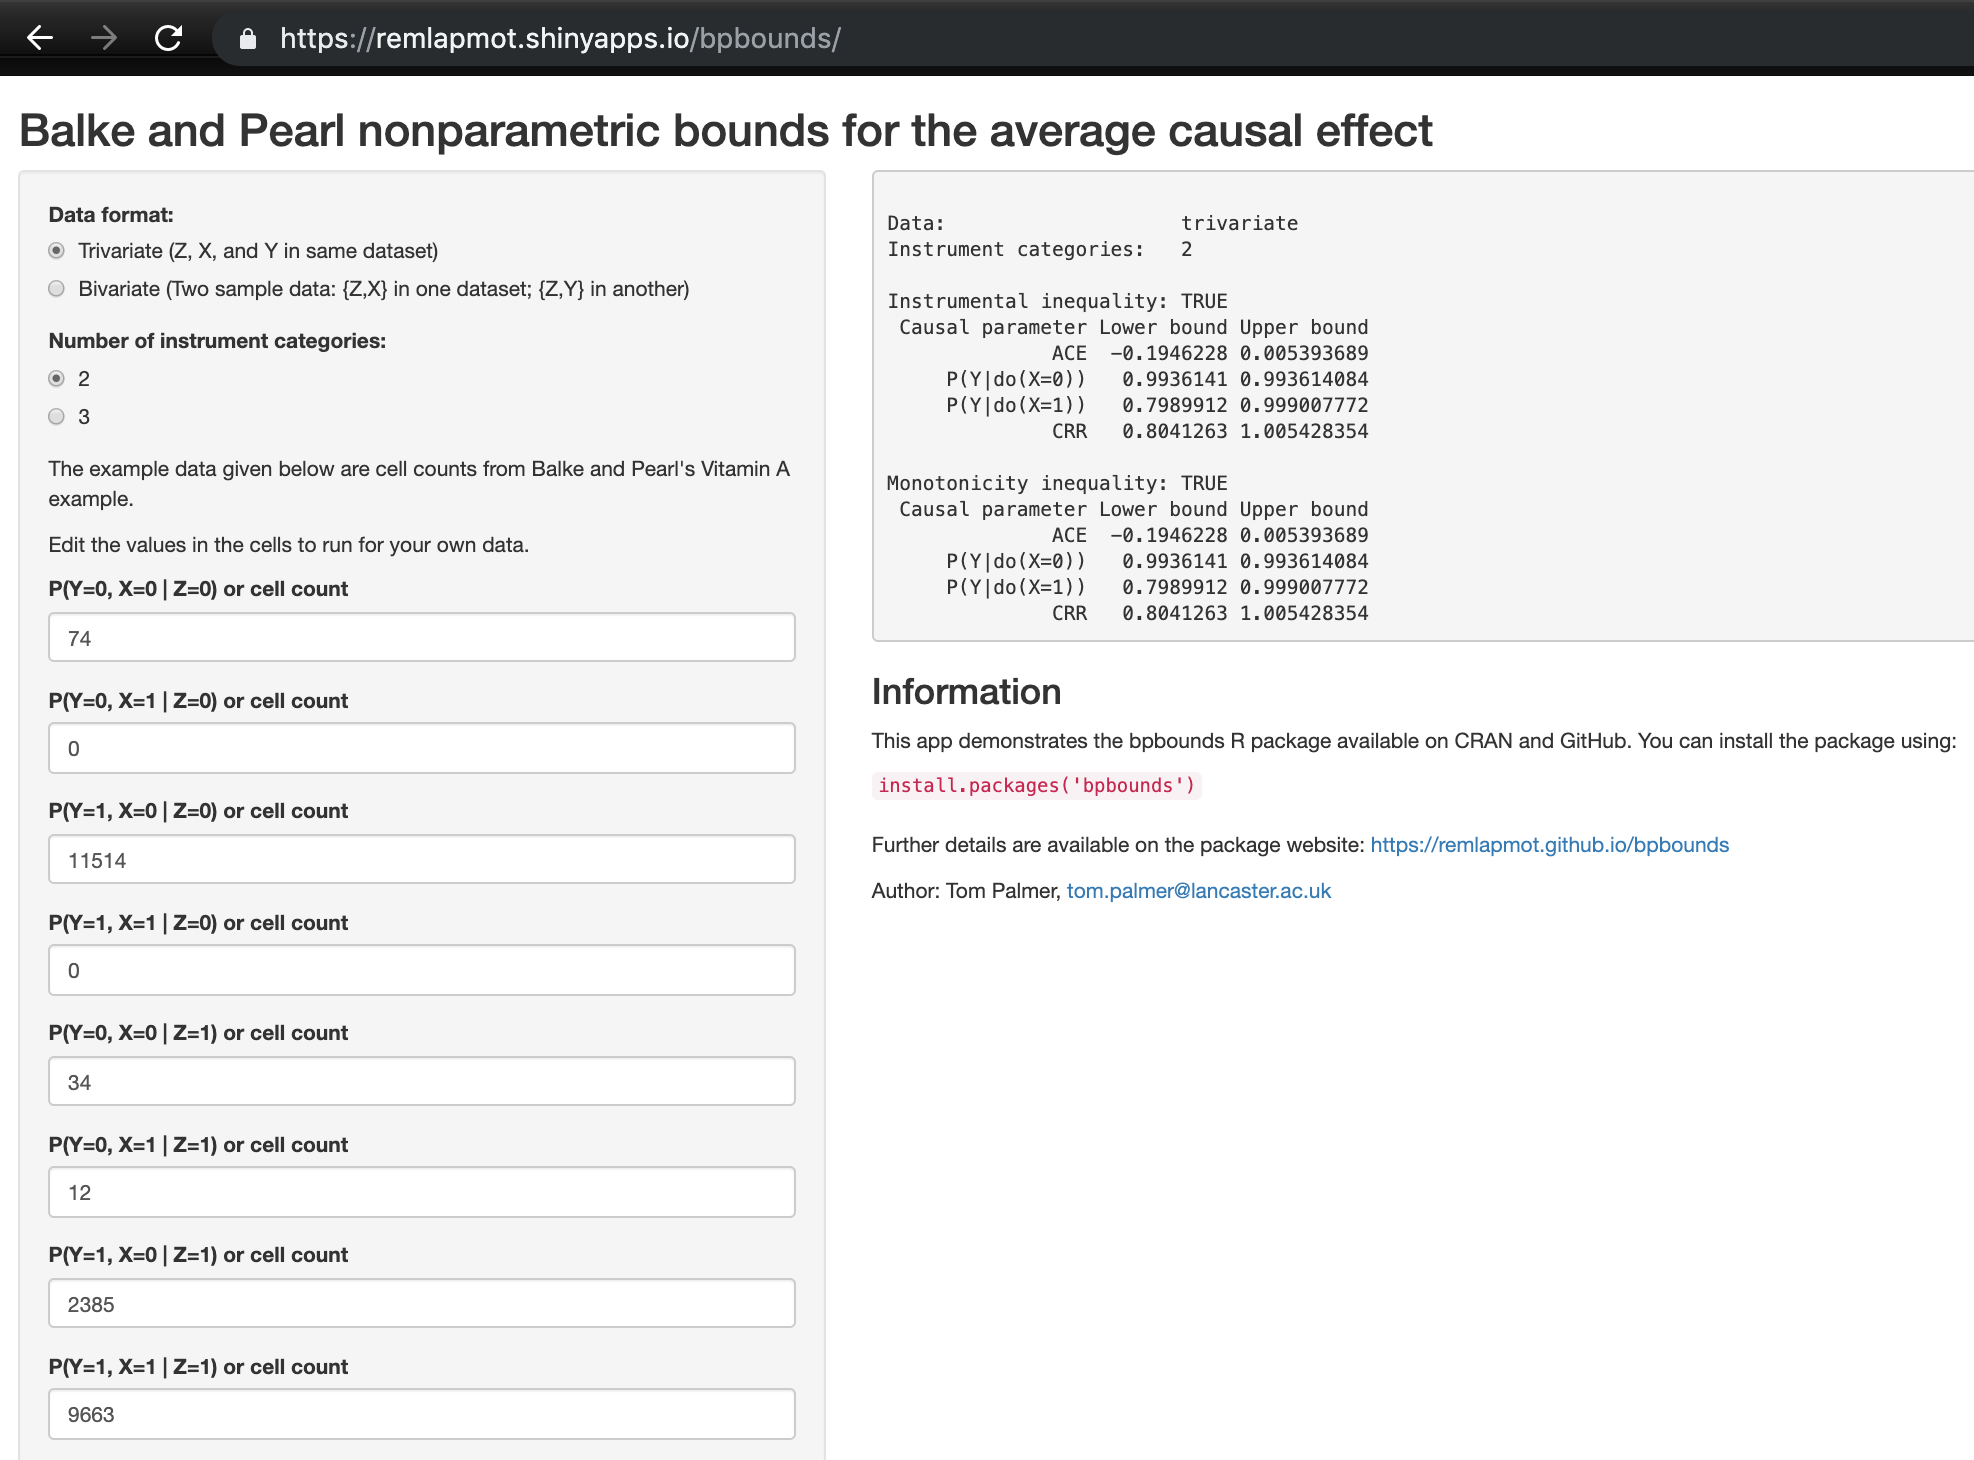 https://remlapmot.shinyapps.io/bpbounds/
Balke and Pearl nonparametric bounds for the average causal effect
Data format:
Trivariate (Z, X, and Y in same dataset)
Bivariate (Two sample data: {Z,X} in one dataset; {Z,Y} in another)
Number of instrument categories:
2
3
The example data given below are cell counts from Balke and Pearl's Vitamin A
example.
Edit the values in the cells to run for your own data.
P(Y=0, X=0 | Z=0) or cell count
74
P(Y=0, X=1 | Z=0) or cell count
0
P(Y=1, X=0 | Z=0) or cell count
11514
P(Y=1, X=1 | Z=0) or cell count
0
P(Y=0, X=0 | Z=1) or cell count
34
P(Y=0, X=1 | Z=1) or cell count
12
P(Y=1, X=0 | Z=1) or cell count
2385
P(Y=1, X=1 | Z=1) or cell count
9663
Data: trivariate
Instrument categories: 2
Instrumental inequality: TRUE
Causal parameter Lower bound Upper bound
ACE -0.1946228 0.005393689
P(Y|do(X=0)) 0.9936141 0.993614084
P(Y|do(X=1)) 0.7989912 0.999007772
CRR 0.8041263 1.005428354
Monotonicity inequality: TRUE
Causal parameter Lower bound Upper bound
ACE -0.1946228 0.005393689
P(Y|do(X=0)) 0.9936141 0.993614084
P(Y|do(X=1)) 0.7989912 0.999007772
CRR 0.8041263 1.005428354
Information
This app demonstrates the bpbounds R package available on CRAN and GitHub. You can install the package using:
install.packages('bpbounds')
Further details are available on the package website: https://remlapmot.github.io/bpbounds
Author: Tom Palmer, tom.palmer@lancaster.ac.uk